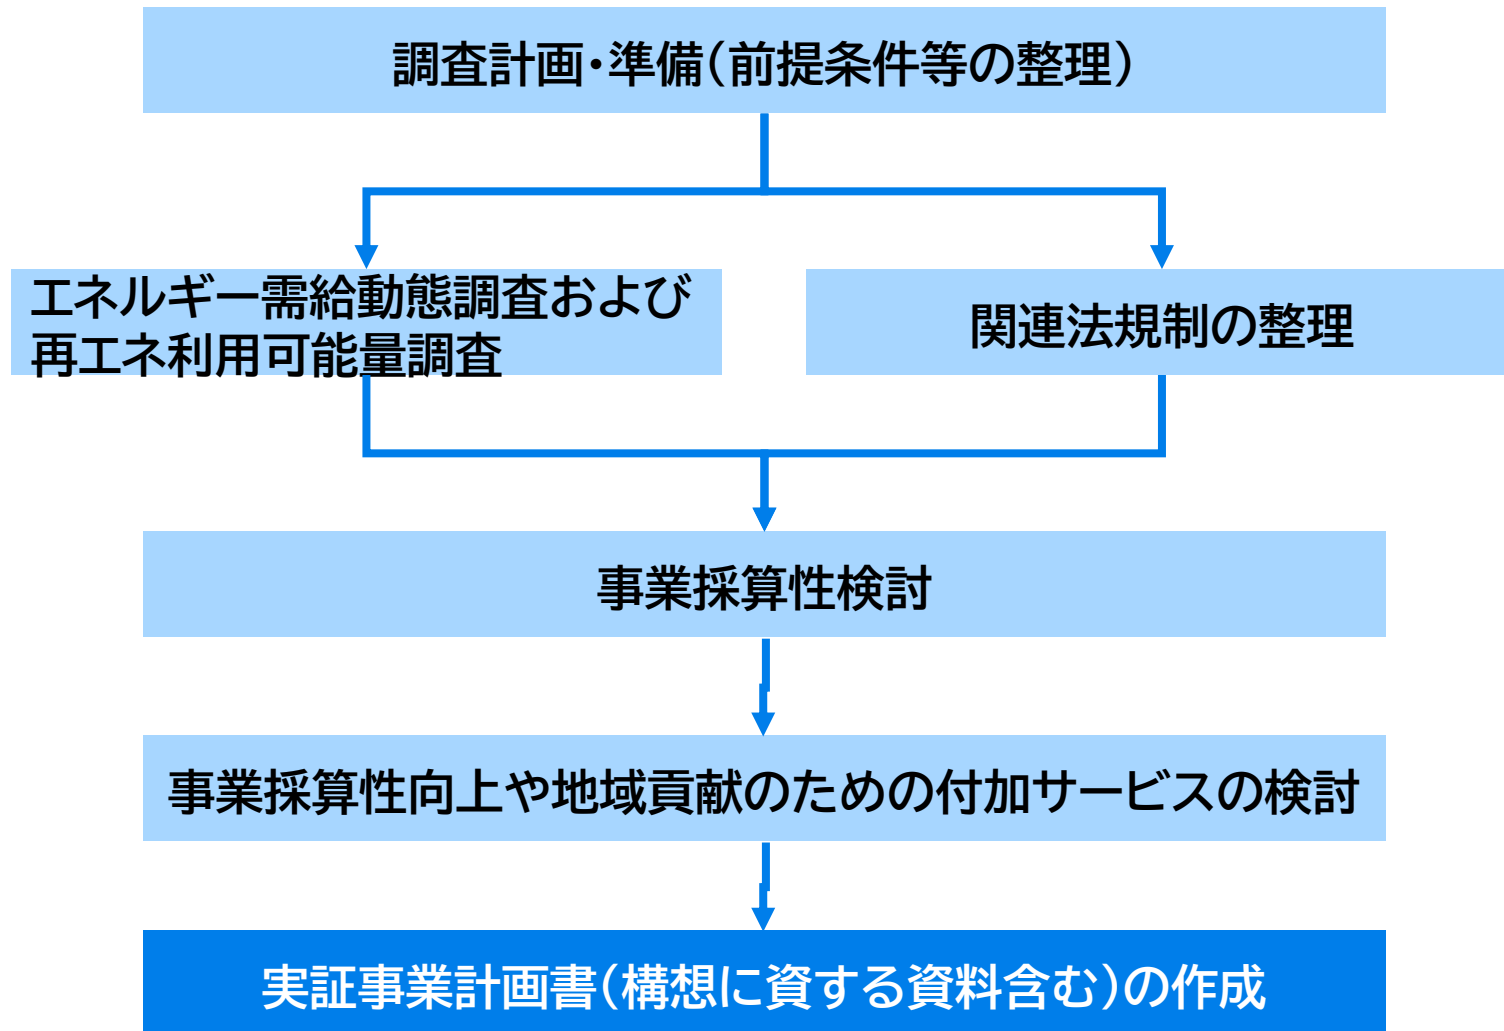 調査計画・準備（前提条件等の整理）
エネルギー需給動態調査および
再エネ利用可能量調査
関連法規制の整理
事業採算性検討
事業採算性向上や地域貢献のための付加サービスの検討
実証事業計画書（構想に資する資料含む）の作成